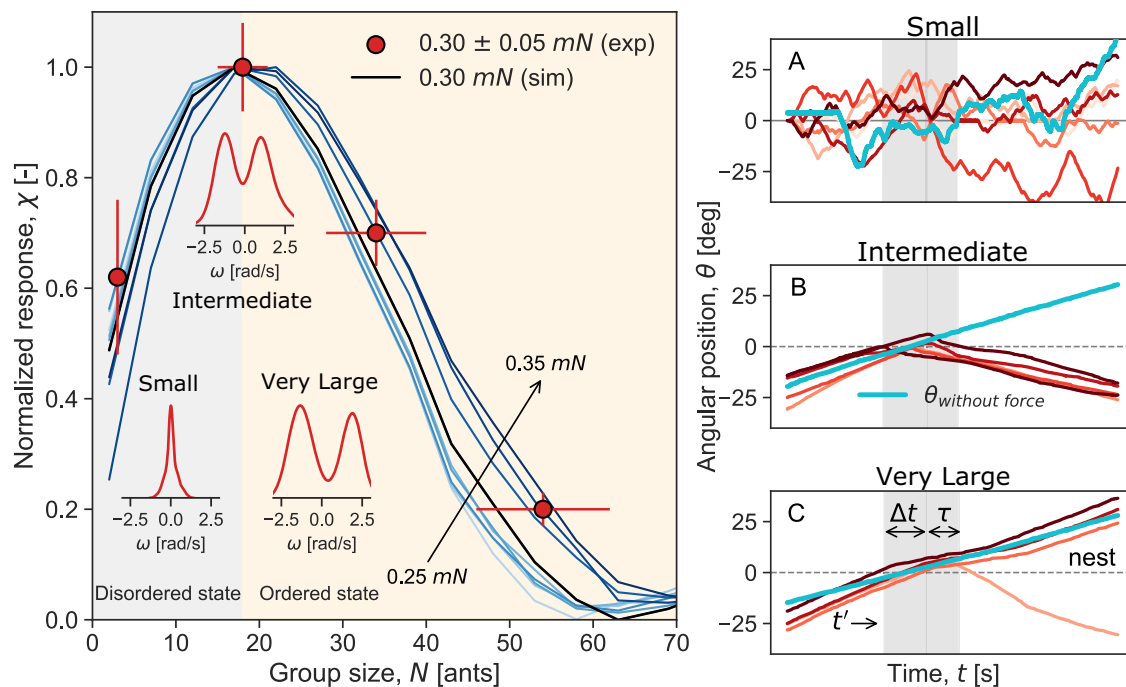 0.30 ± 0.05 mN (exp)
0.30 mN (sim)
Normalized response, χ [-]
1.0
0.8
0.6
0.4
0.2
0.0
−2.5 0.0 2.5
ω [rad/s]
Intermediate
Small
−2.5 0.0 2.5
ω [rad/s]
Very Large
−2.5 0.0 2.5
ω [rad/s]
0.35 mN
0.25 mN
Disordered state
Ordered state
0 10 20 30 40 50 60 70
Group size, N [ants]
Angular position, θ [deg]
Small
A
25
0
−25
Intermediate
B
25
0
−25
θwithout force
Very Large
C
25
0
−25
Δt τ
nest
t′
Time, t [s]